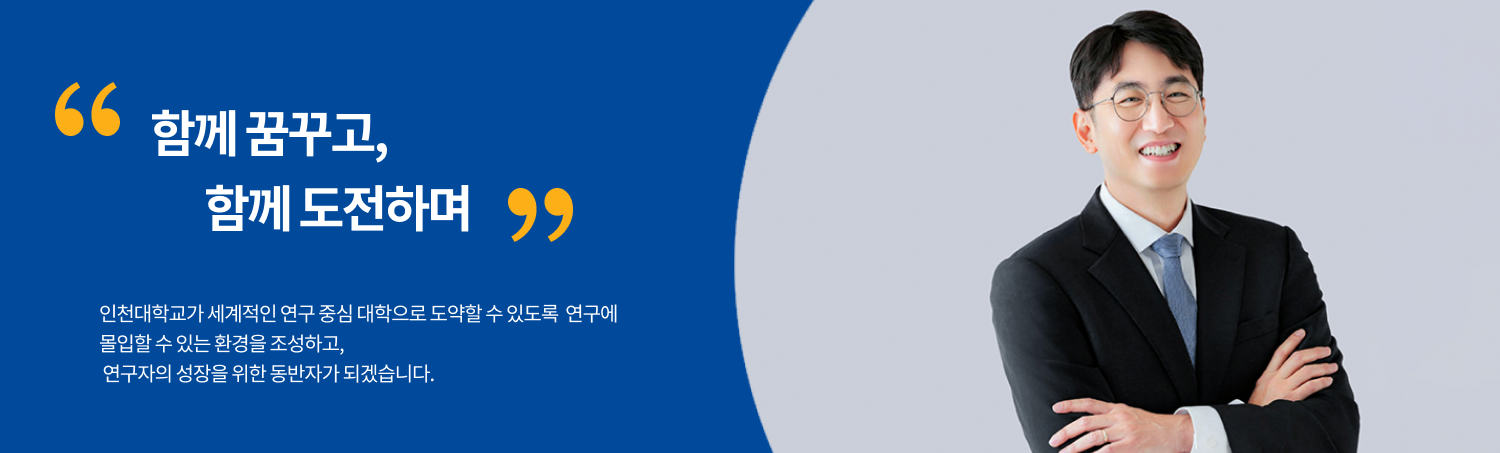 “ 함께 꿈꾸고,
함께 도전하며 ”
인천대학교가 세계적인 연구 중심 대학으로 도약할 수 있도록 연구에
몰입할 수 있는 환경을 조성하고,
연구자의 성장을 위한 동반자가 되겠습니다.